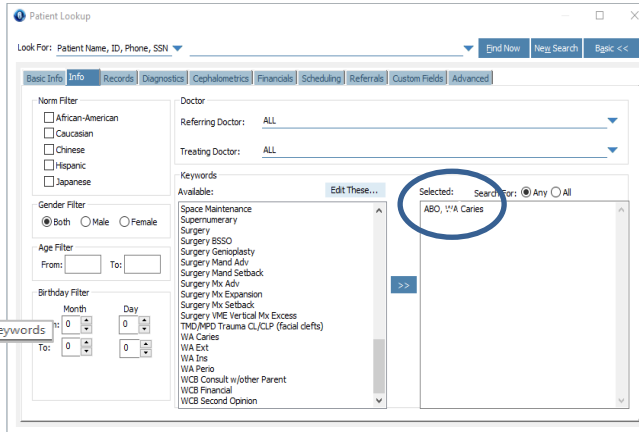 Patient Lookup
Look For: Patient Name, ID, Phone, SSN
Find Now New Search Basic <<
Basic Info Info Records Diagnostics Cephalometrics Financials Scheduling Referrals Custom Fields Advanced
Norm Filter
African-American
Caucasian
Chinese
Hispanic
Japanese
Doctor
Referring Doctor: ALL
Treating Doctor: ALL
Gender Filter
Both Male Female
Age Filter
From: To:
Birthday Filter
Month Day
0 0
To: 0 0
eywords
Keywords
Available: Edit These...
Space Maintenance
Supernumerary
Surgery
Surgery BSSO
Surgery Genioplasty
Surgery Mand Adv
Surgery Mand Setback
Surgery Mx Adv
Surgery Mx Expansion
Surgery Mx Setback
Surgery VME Vertical Mx Excess
TMD/MPD Trauma CL/CLP (facial clefts)
WA Caries
WA Ext
WA Ins
WA Perio
WCB Consult w/other Parent
WCB Financial
WCB Second Opinion
>>
Selected: Search For: Any All
ABO, WA Caries